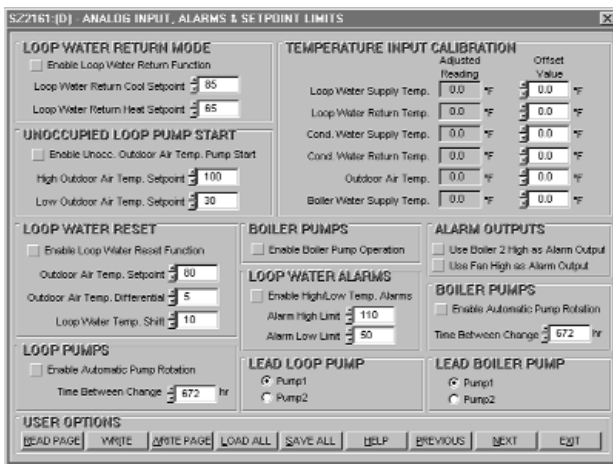 SZ2161:(D) - ANALOG INPUT, ALARMS & SETPOINT LIMITS
LOOP WATER RETURN MODE
Enable Loop Water Return Function
Loop Water Return Cool Setpoint 85
Loop Water Return Heat Setpoint 65
UNOCCUPIED LOOP PUMP START
Enable Unocc. Outdoor Air Temp. Pump Start
High Outdoor Air Temp. Setpoint 100
Low Outdoor Air Temp. Setpoint 30
TEMPERATURE INPUT CALIBRATION
Adjusted Reading Offset Value
Loop Water Supply Temp. 0.0 °F 0.0 °F
Loop Water Return Temp. 0.0 °F 0.0 °F
Cond. Water Supply Temp. 0.0 °F 0.0 °F
Cond. Water Return Temp. 0.0 °F 0.0 °F
Outdoor Air Temp. 0.0 °F 0.0 °F
Boiler Water Supply Temp. 0.0 °F 0.0 °F
LOOP WATER RESET
Enable Loop Water Reset Function
Outdoor Air Temp. Setpoint 80
Outdoor Air Temp. Differential 5
Loop Water Temp. Shift 10
LOOP PUMPS
Enable Automatic Pump Rotation
Time Between Change 672 hr
BOILER PUMPS
Enable Boiler Pump Operation
LOOP WATER ALARMS
Enable High/Low Temp. Alarms
Alarm High Limit 110
Alarm Low Limit 50
LEAD LOOP PUMP
Pump1
Pump2
ALARM OUTPUTS
Use Boiler 2 High as Alarm Output
Use Fan High as Alarm Output
BOILER PUMPS
Enable Automatic Pump Rotation
Time Between Change 672 hr
LEAD BOILER PUMP
Pump1
Pump2
USER OPTIONS
READ PAGE WRITE WRITE PAGE LOAD ALL SAVE ALL HELP PREVIOUS NEXT EXIT